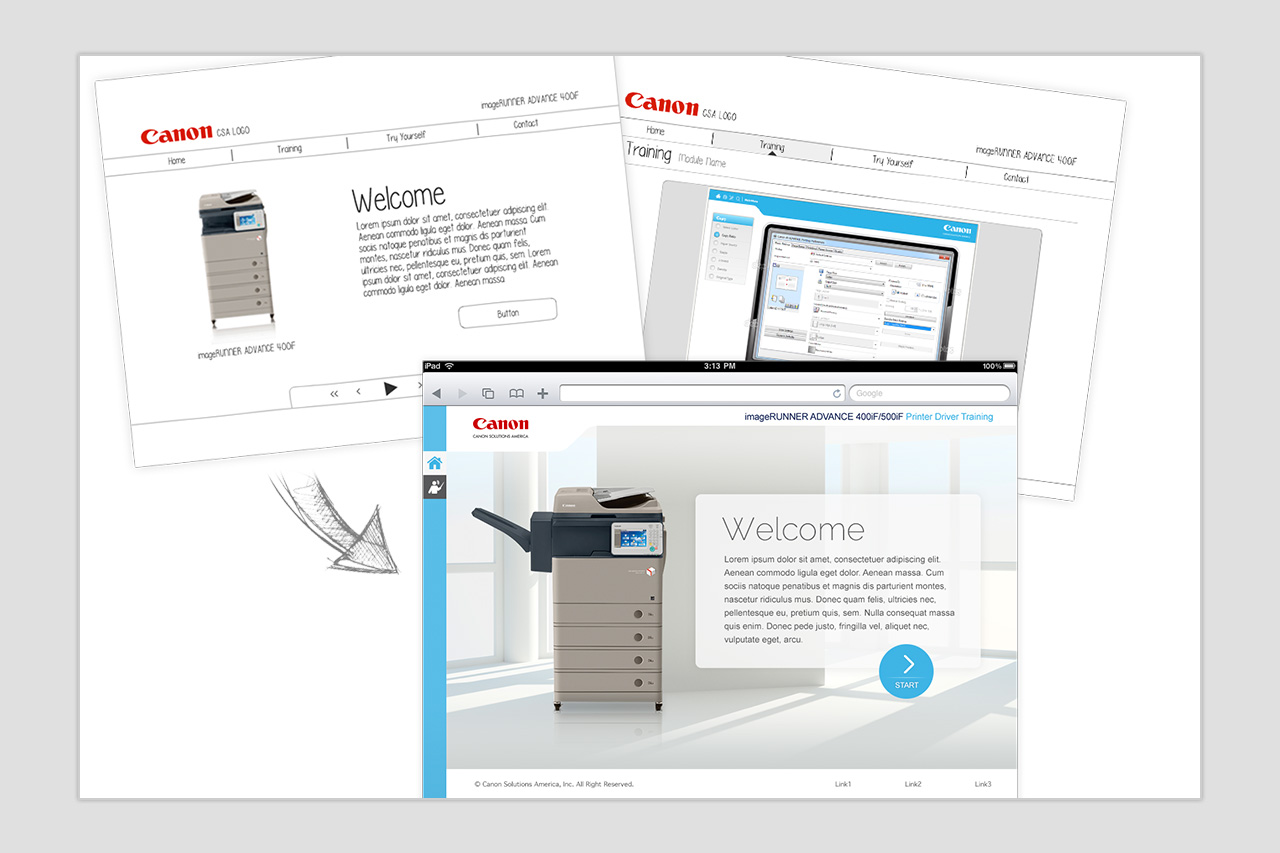 Canon CSA LOGO
imageRUNNER ADVANCE 400iF
Home
Training
Try Yourself
Contact
Welcome
Lorem ipsum dolor sit amet, consectetuer adipiscing elit.
Aenean commodo ligula eget dolor. Aenean massa. Cum
sociis natoque penatibus et magnis dis parturient
montes, nascetur ridiculus mus. Donec quam felis,
ultricies nec, pellentesque eu, pretium quis, sem. Lorem
ipsum dolor sit amet, consectetuer adipiscing elit. Aenean
commodo ligula eget dolor. Aenean massa
Button
imageRUNNER ADVANCE 400iF
Canon CSA LOGO
imageRUNNER ADVANCE 400iF
Home
Training
Try Yourself
Contact
Training Module Name
Canon
iPad
3:13 PM
100%
Google
Canon
CANON SOLUTIONS AMERICA
imageRUNNER ADVANCE 400iF/500iF Printer Driver Training
Welcome
Lorem ipsum dolor sit amet, consectetuer adipiscing elit.
Aenean commodo ligula eget dolor. Aenean massa. Cum
sociis natoque penatibus et magnis dis parturient montes,
nascetur ridiculus mus. Donec quam felis, ultricies nec,
pellentesque eu, pretium quis, sem. Nulla consequat massa
quis enim. Donec pede justo, fringilla vel, aliquet nec,
vulputate eget, arcu.
START
© Canon Solutions America, Inc. All Right Reserved.
Link1
Link2
Link3